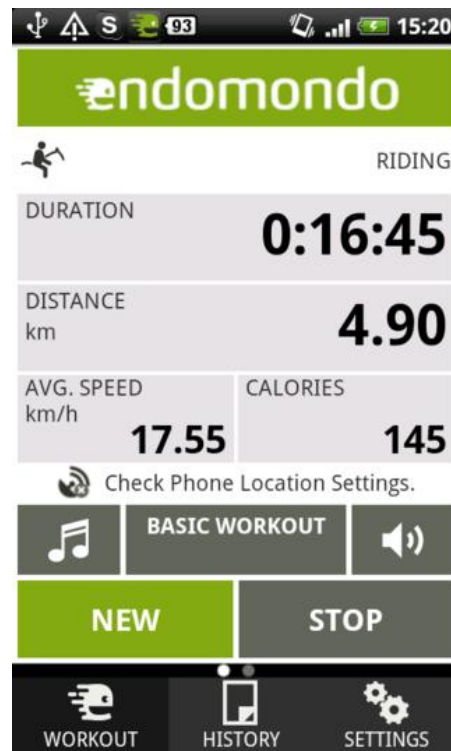 S 93 15:20
endomondo
RIDING
DURATION
0:16:45
DISTANCE
km
4.90
AVG. SPEED
km/h
17.55
CALORIES
145
Check Phone Location Settings.
BASIC WORKOUT
NEW
STOP
WORKOUT HISTORY SETTINGS